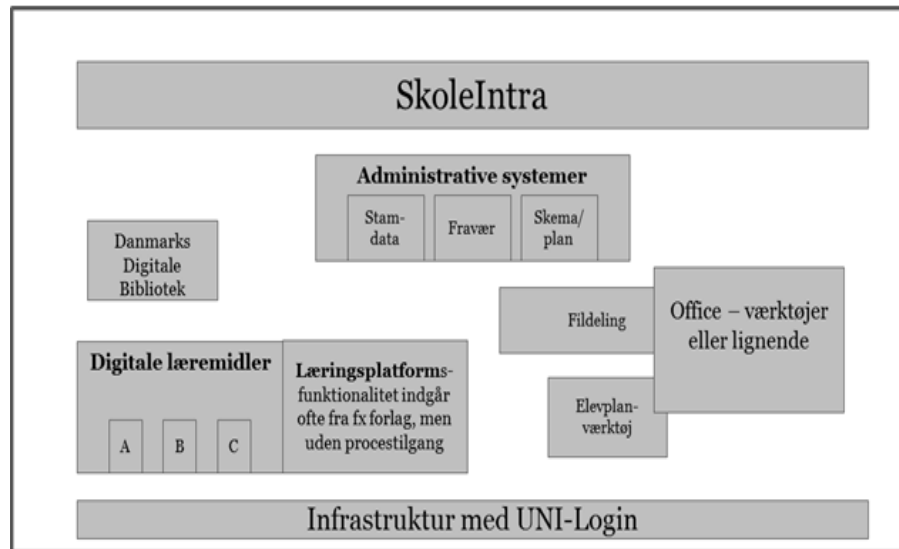 SkoleIntra
Administrative systemer
Stam-
data
Fravær
Skema/
plan
Danmarks
Digitale
Bibliotek
Fildeling
Office – værktøjer
eller lignende
Digitale læremidler
A
B
C
Læringsplatforms-
funktionalitet indgår
ofte fra fx forlag, men
uden procestilgang
Elevplan-
værktøj
Infrastruktur med UNI-Login